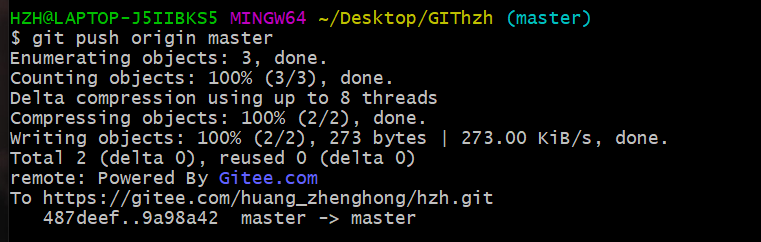 HZH@LAPTOP-J5IIBKS5 MINGW64 ~/Desktop/GIThzh (master)
$ git push origin master
Enumerating objects: 3, done.
Counting objects: 100% (3/3), done.
Delta compression using up to 8 threads
Compressing objects: 100% (2/2), done.
Writing objects: 100% (2/2), 273 bytes | 273.00 KiB/s, done.
Total 2 (delta 0), reused 0 (delta 0)
remote: Powered By Gitee.com
To https://gitee.com/huang_zhenghong/hzh.git
   487deef..9a98a42  master -> master